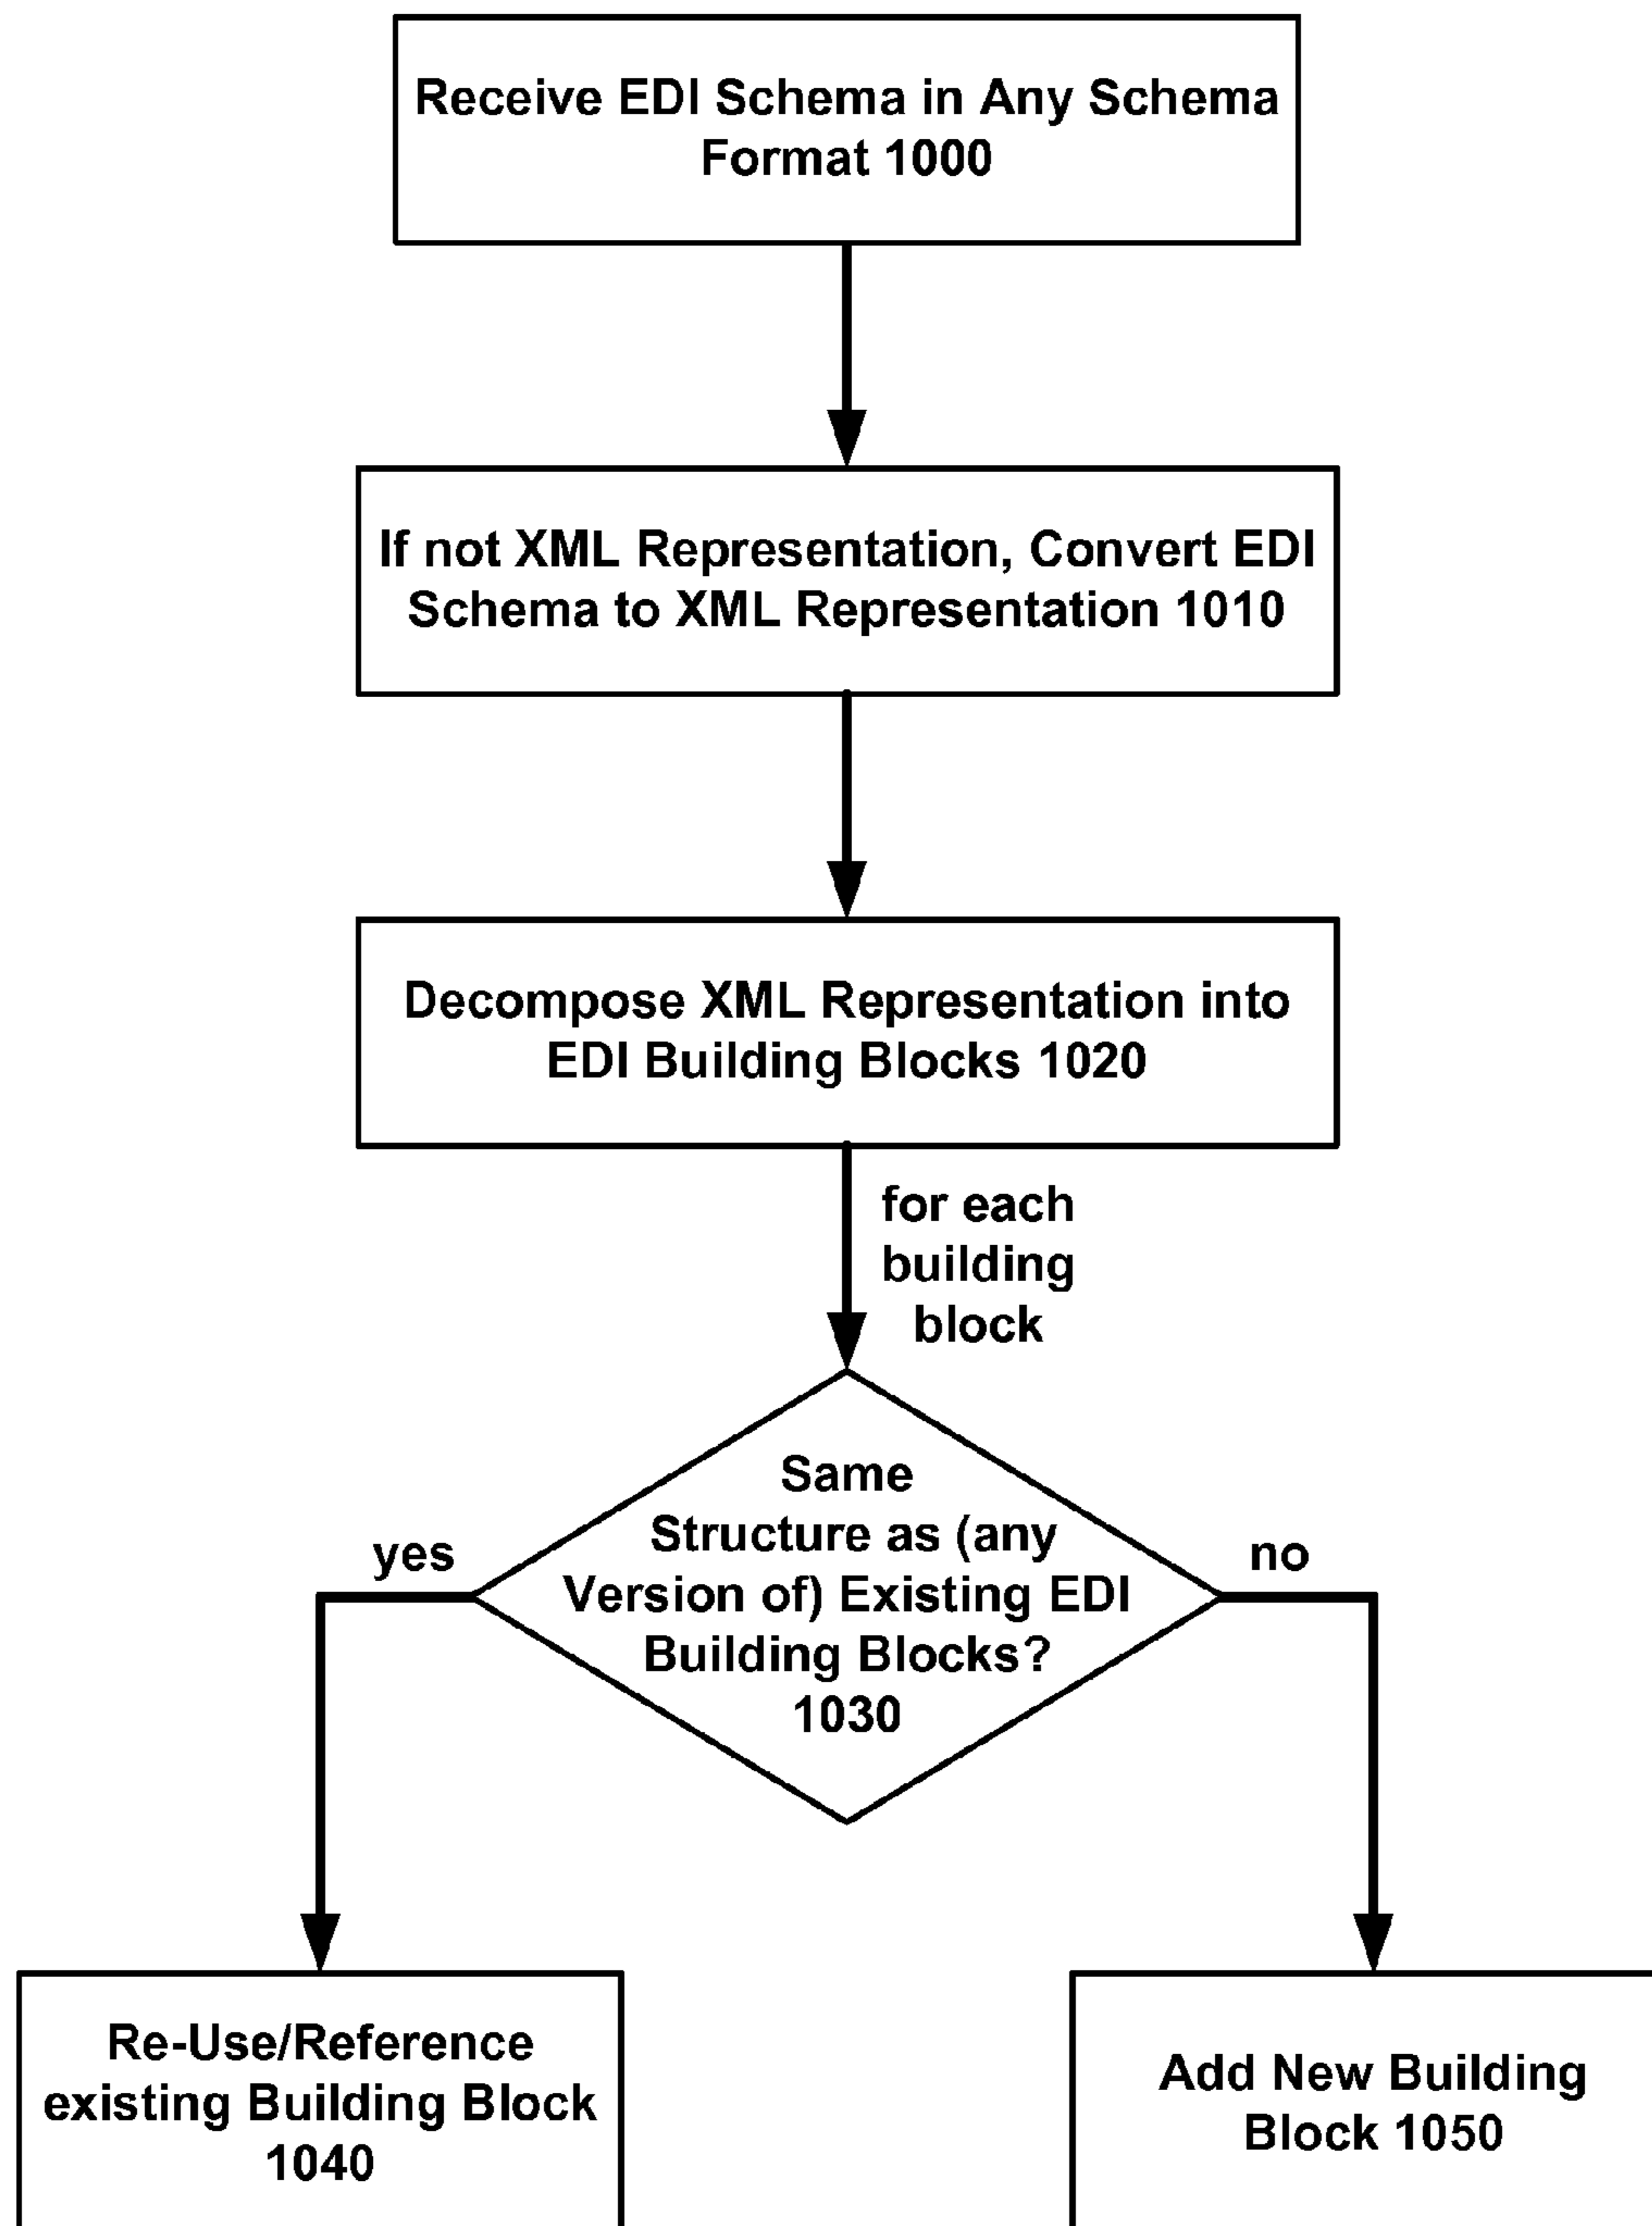 Receive EDI Schema in Any Schema
Format 1000
If not XML Representation, Convert EDI
Schema to XML Representation 1010
Decompose XML Representation into
EDI Building Blocks 1020
for each
building
block
Same
Structure as (any
Version of) Existing EDI
Building Blocks?
1030
yes
no
Re-Use/Reference
existing Building Block
1040
Add New Building
Block 1050